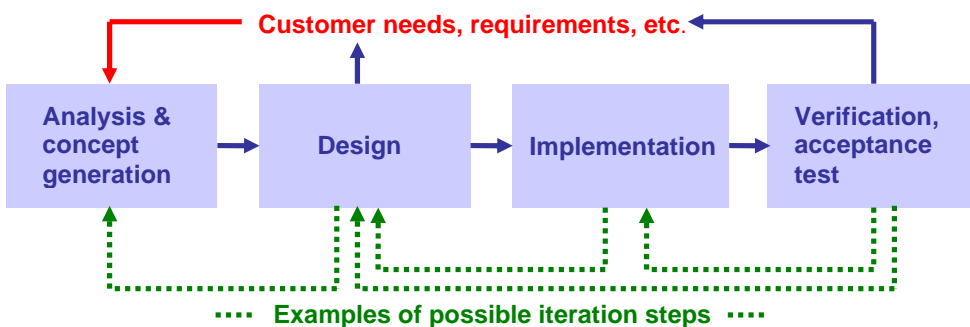 Customer needs, requirements, etc.
Analysis &
concept
generation
Design
Implementation
Verification,
acceptance
test
Examples of possible iteration steps